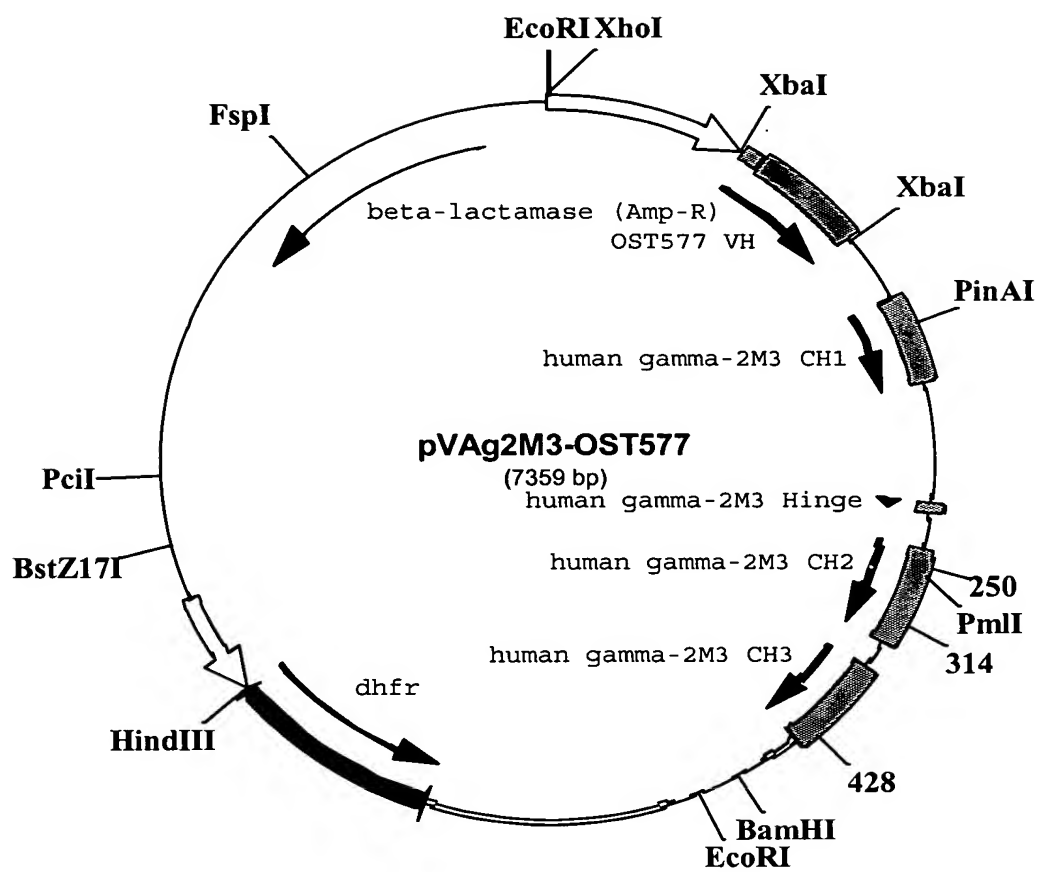 EcoRI XhoI
XbaI
FspI
XbaI
beta-lactamase (Amp-R)
OST577 VH
PinAI
human gamma-2M3 CH1
pVAg2M3-OST577
(7359 bp)
PciI
human gamma-2M3 Hinge
BstZ17I
human gamma-2M3 CH2
250
PmlI
human gamma-2M3 CH3
314
dhfr
HindIII
428
BamHI
EcoRI